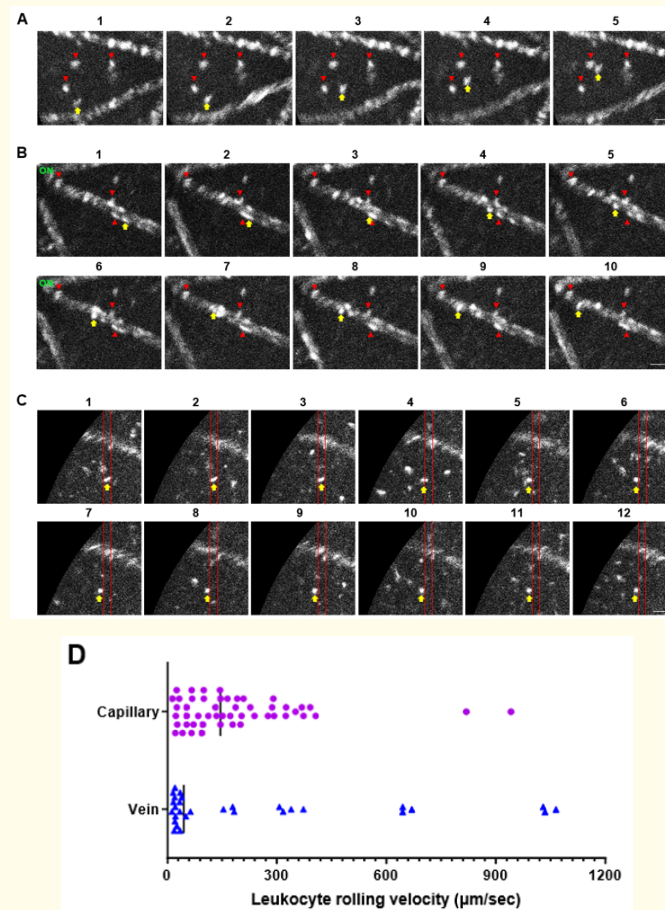 A
1 2 3 4 5
B
1 2 3 4 5
ON
6 7 8 9 10
ON
C
1 2 3 4 5 6
7 8 9 10 11 12
D
Capillary
Vein
0 300 600 900 1200
Leukocyte rolling velocity (µm/sec)